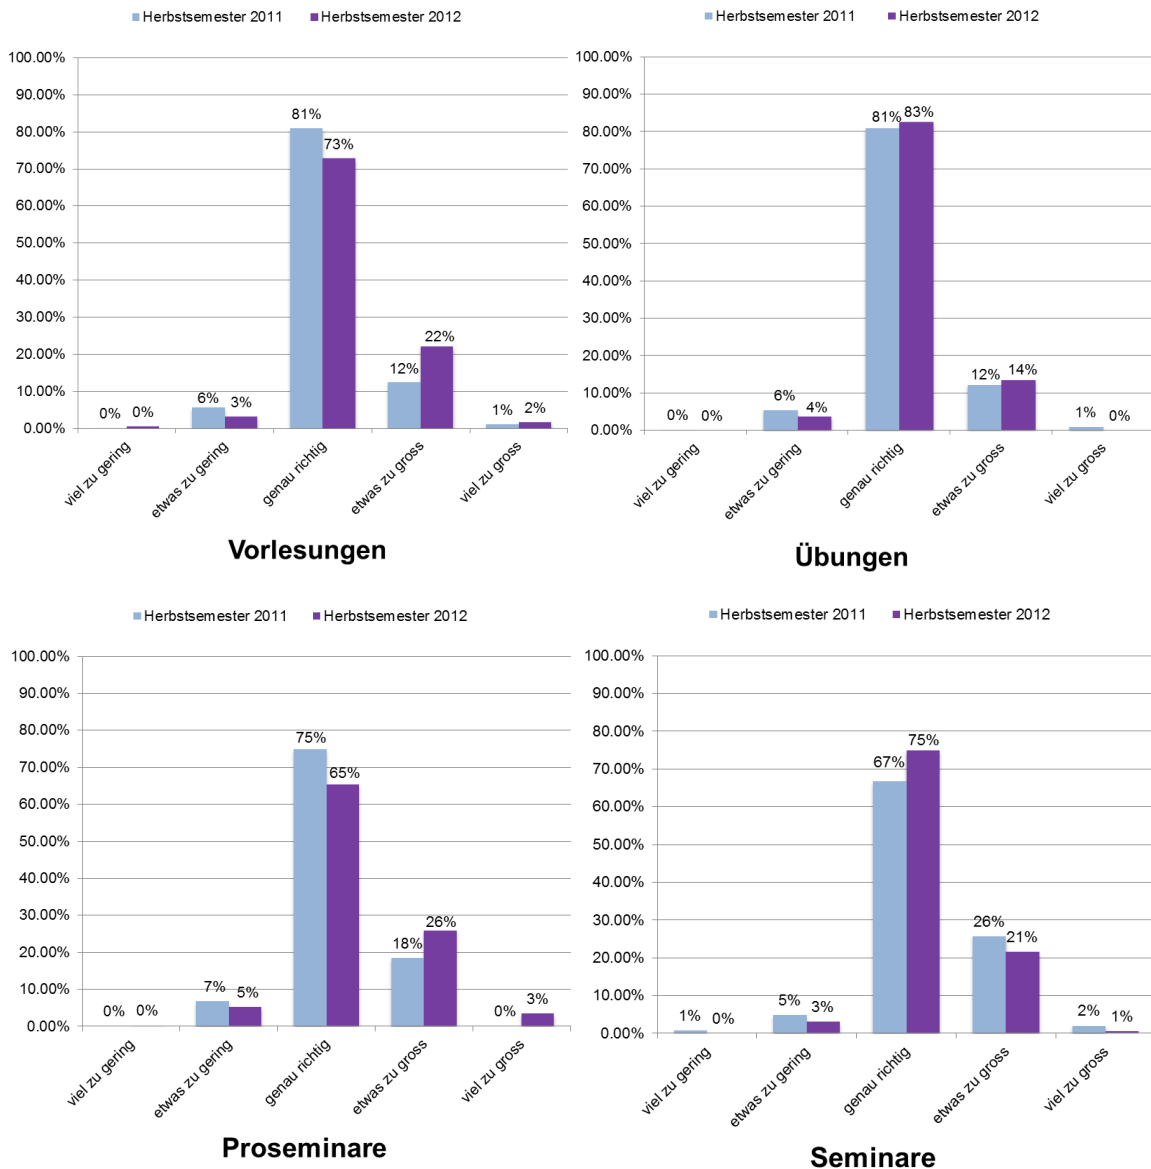 Herbstsemester 2011 Herbstsemester 2012
100.00%
90.00%
80.00%
70.00%
60.00%
50.00%
40.00%
30.00%
20.00%
10.00%
0.00%
0% 0% 6% 3% 81% 73% 12% 22% 1% 2%
viel zu gering etwas zu gering genau richtig etwas zu gross viel zu gross
Vorlesungen
Herbstsemester 2011 Herbstsemester 2012
100.00%
90.00%
80.00%
70.00%
60.00%
50.00%
40.00%
30.00%
20.00%
10.00%
0.00%
0% 0% 6% 4% 81% 83% 12% 14% 1% 0%
viel zu gering etwas zu gering genau richtig etwas zu gross viel zu gross
Übungen
Herbstsemester 2011 Herbstsemester 2012
100.00%
90.00%
80.00%
70.00%
60.00%
50.00%
40.00%
30.00%
20.00%
10.00%
0.00%
0% 0% 7% 5% 75% 65% 18% 26% 0% 3%
viel zu gering etwas zu gering genau richtig etwas zu gross viel zu gross
Proseminare
Herbstsemester 2011 Herbstsemester 2012
100.00%
90.00%
80.00%
70.00%
60.00%
50.00%
40.00%
30.00%
20.00%
10.00%
0.00%
1% 0% 5% 3% 67% 75% 26% 21% 2% 1%
viel zu gering etwas zu gering genau richtig etwas zu gross viel zu gross
Seminare